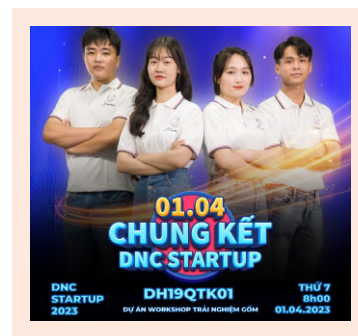 01.04
CHUNG KẾT
DNC STARTUP
DNC
STARTUP
2023
DH19QTK01
DỰ ÁN WORKSHOP TRẢI NGHIỆM GỐM
THỨ 7
8h00
01.04.2023